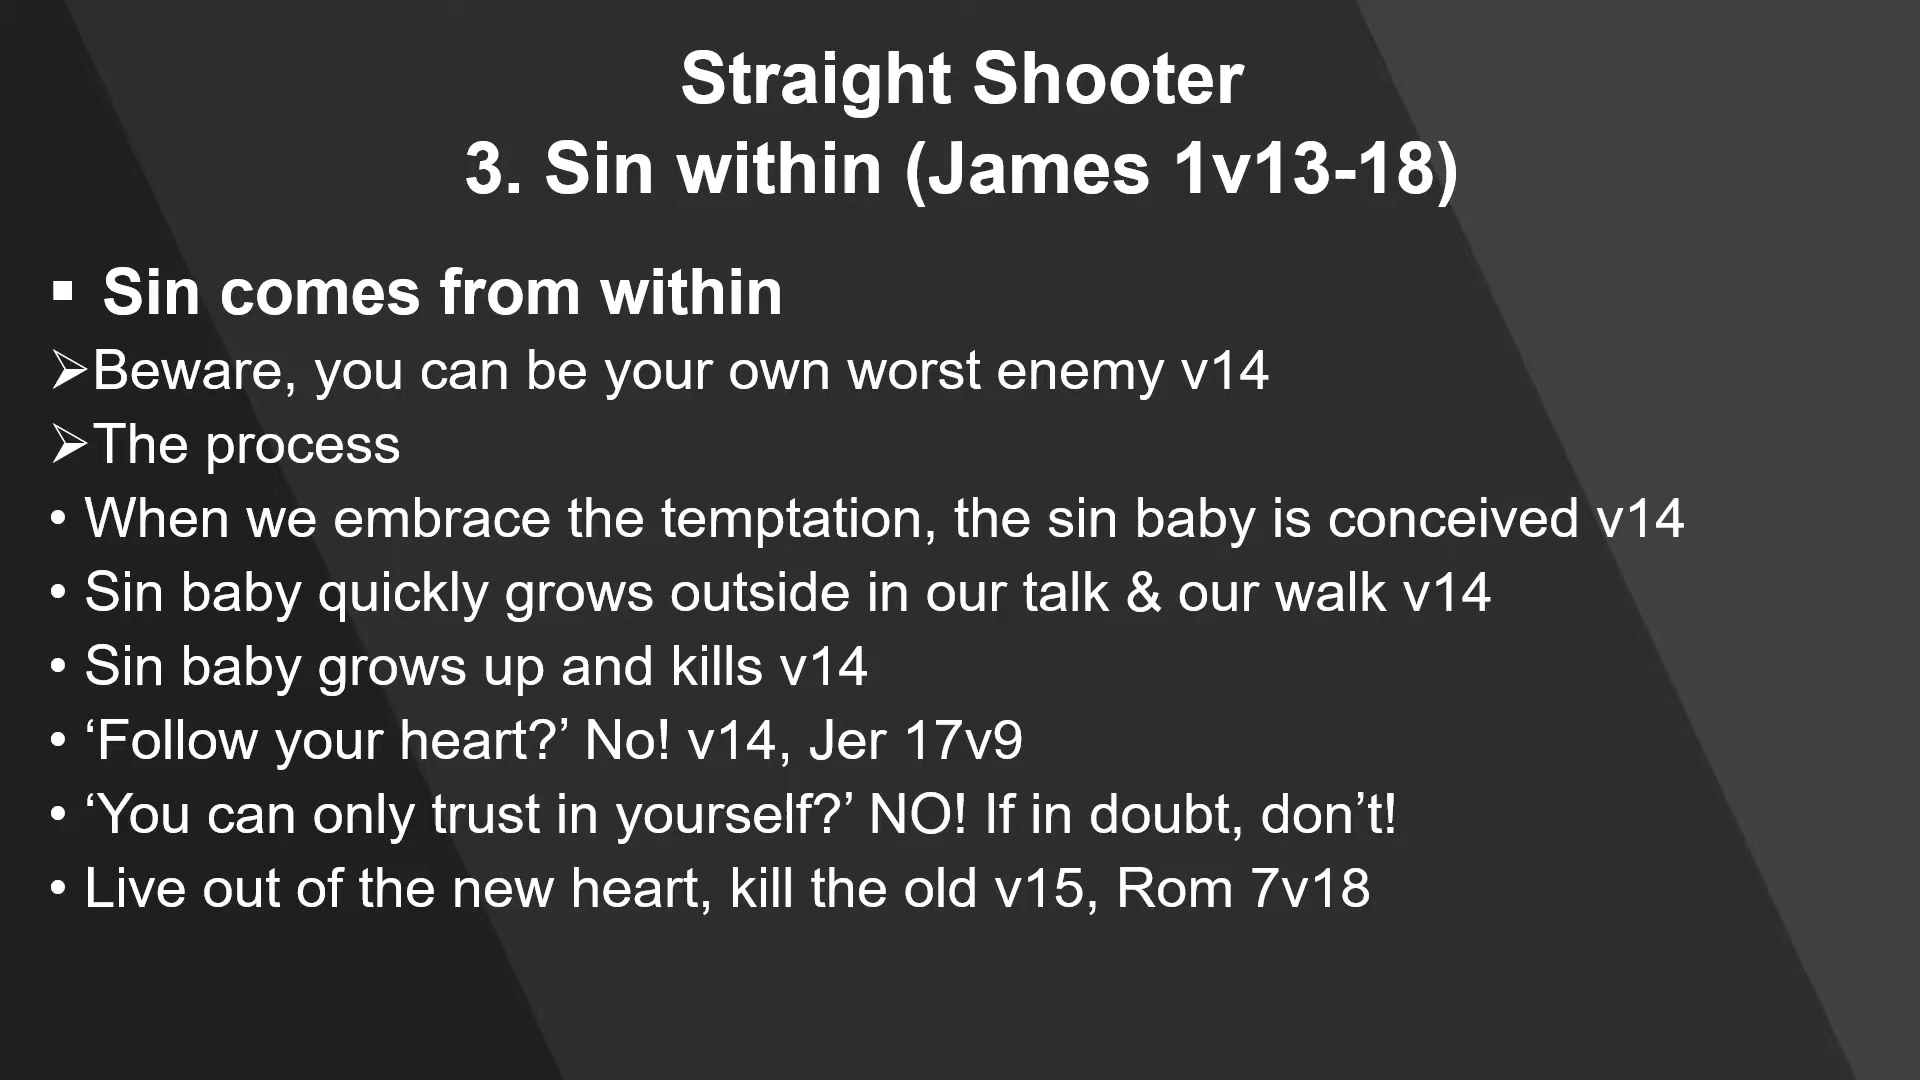 Straight Shooter
3. Sin within (James 1v13-18)
▪ Sin comes from within
➢Beware, you can be your own worst enemy v14
➢The process
• When we embrace the temptation, the sin baby is conceived v14
• Sin baby quickly grows outside in our talk & our walk v14
• Sin baby grows up and kills v14
• ‘Follow your heart?’ No! v14, Jer 17v9
• ‘You can only trust in yourself?’ NO! If in doubt, don’t!
• Live out of the new heart, kill the old v15, Rom 7v18